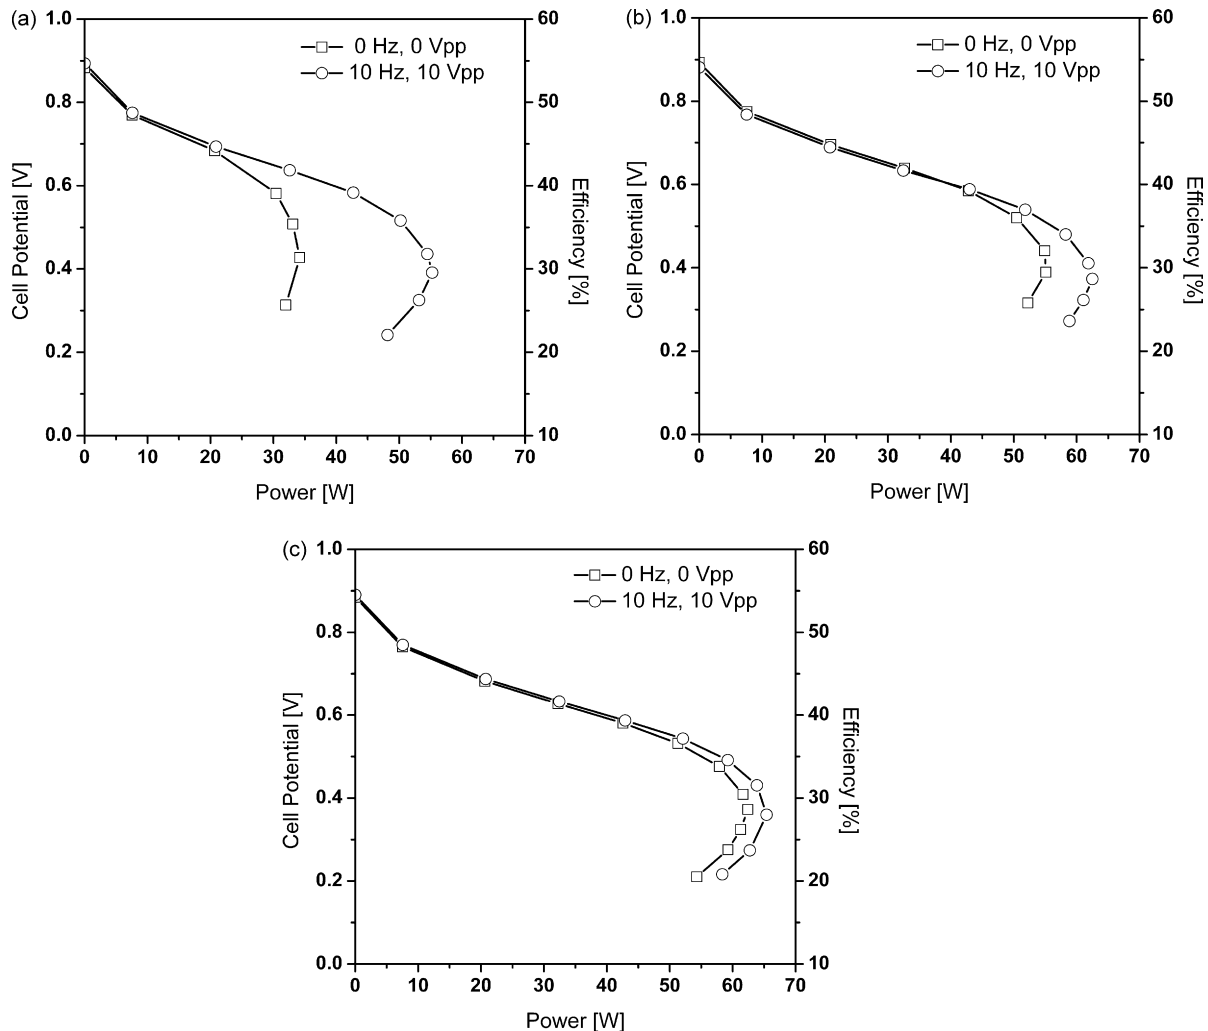 (a)
1.0
0.8
0.6
0.4
0.2
0.0
Cell Potential [V]
0 Hz, 0 Vpp
10 Hz, 10 Vpp
60
50
40
30
20
10
Efficiency [%]
0 10 20 30 40 50 60 70
Power [W]
(b)
1.0
0.8
0.6
0.4
0.2
0.0
Cell Potential [V]
0 Hz, 0 Vpp
10 Hz, 10 Vpp
60
50
40
30
20
10
Efficiency [%]
0 10 20 30 40 50 60 70
Power [W]
(c)
1.0
0.8
0.6
0.4
0.2
0.0
Cell Potential [V]
0 Hz, 0 Vpp
10 Hz, 10 Vpp
60
50
40
30
20
10
Efficiency [%]
0 10 20 30 40 50 60 70
Power [W]